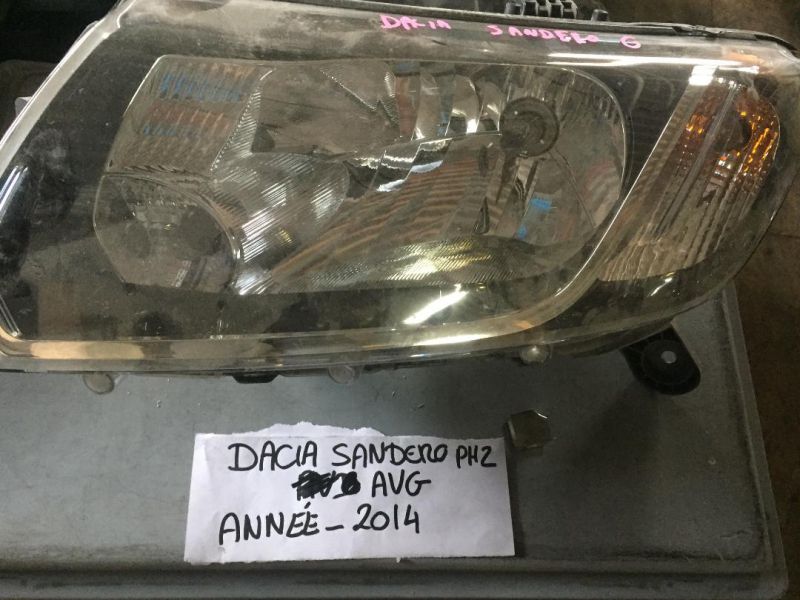 DACIA SANDERO G
DACIA SANDERO PH2
AVG
ANNÉE - 2014